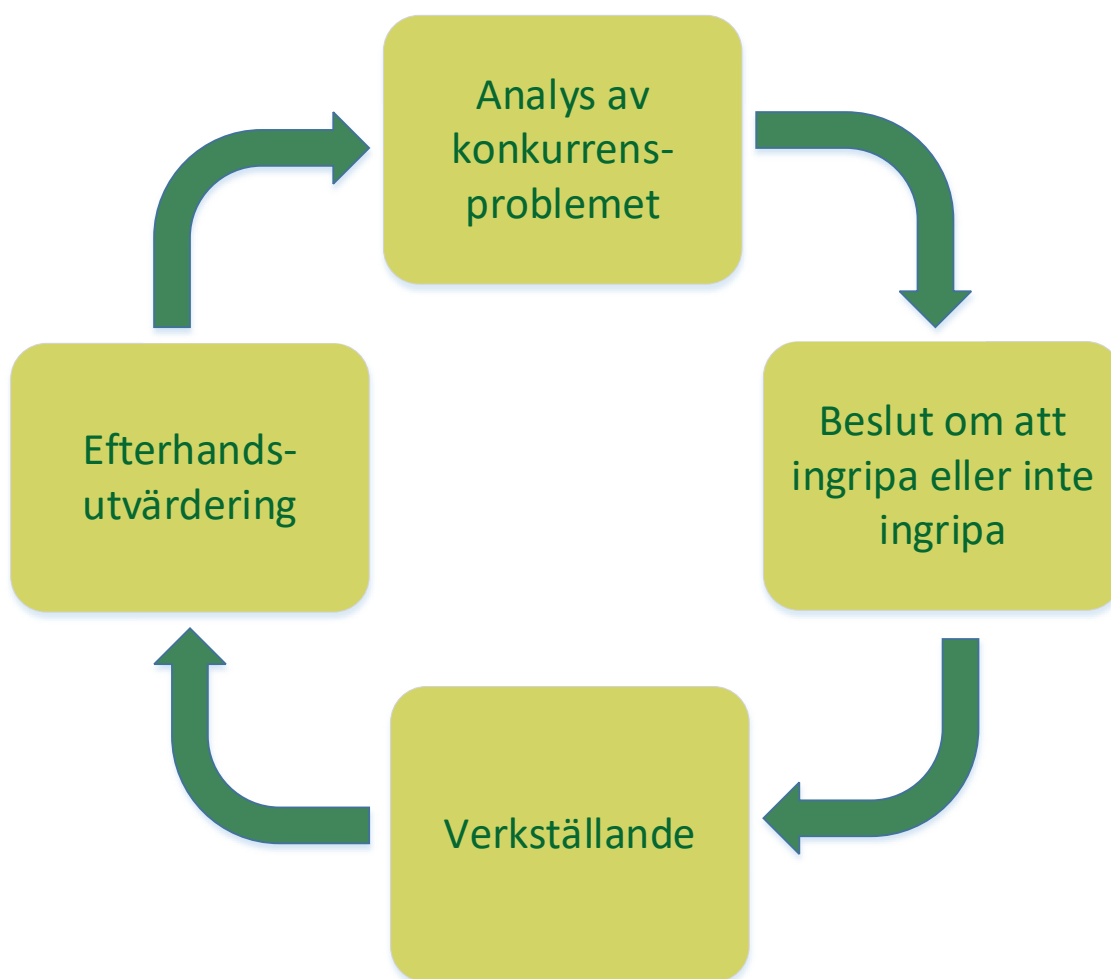 Analys av
konkurrens-
problemet
Beslut om att
ingripa eller inte
ingripa
Verkställande
Efterhands-
utvärdering